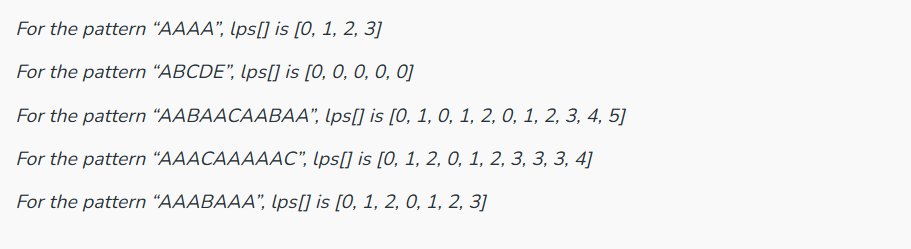 For the pattern “AAAA”, lps[] is [0, 1, 2, 3]
For the pattern “ABCDE”, lps[] is [0, 0, 0, 0, 0]
For the pattern “AABAACAABAA”, lps[] is [0, 1, 0, 1, 2, 0, 1, 2, 3, 4, 5]
For the pattern “AAACAAAAAC”, lps[] is [0, 1, 2, 0, 1, 2, 3, 3, 3, 4]
For the pattern “AAABAAA”, lps[] is [0, 1, 2, 0, 1, 2, 3]